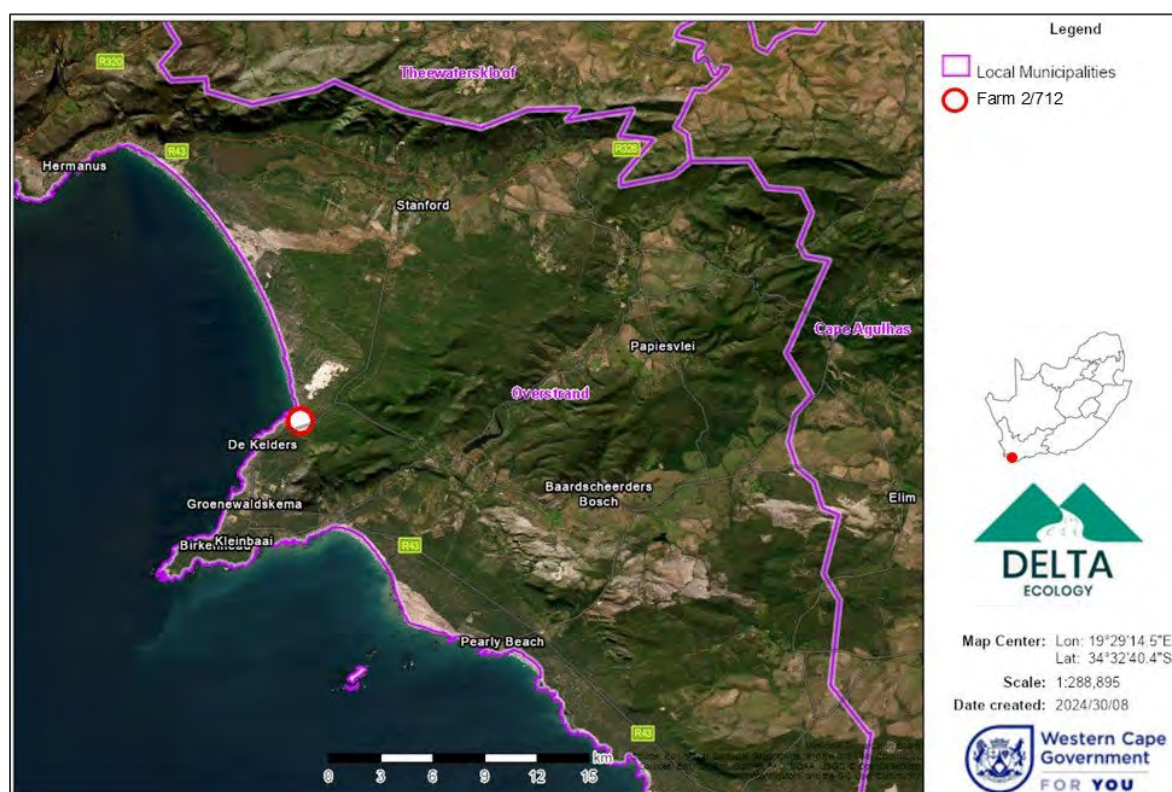 Theewaterskloof
R320
R43
R326
Hermanus
Stanford
Papiesvlei
Cape Agulhas
Overstrand
De Kelders
Baardscheerders
Bosch
Elim
Groenewaldskema
Kleinbaai
R43
Pearly Beach
R43
0 3 6 9 12 15
km
Legend
Local Municipalities
Farm 2/712
DELTA
ECOLOGY
Map Center: Lon: 19°29'14.5"E
Lat: 34°32'40.4"S
Scale: 1:288,895
Date created: 2024/30/08
Western Cape
Government
FOR YOU